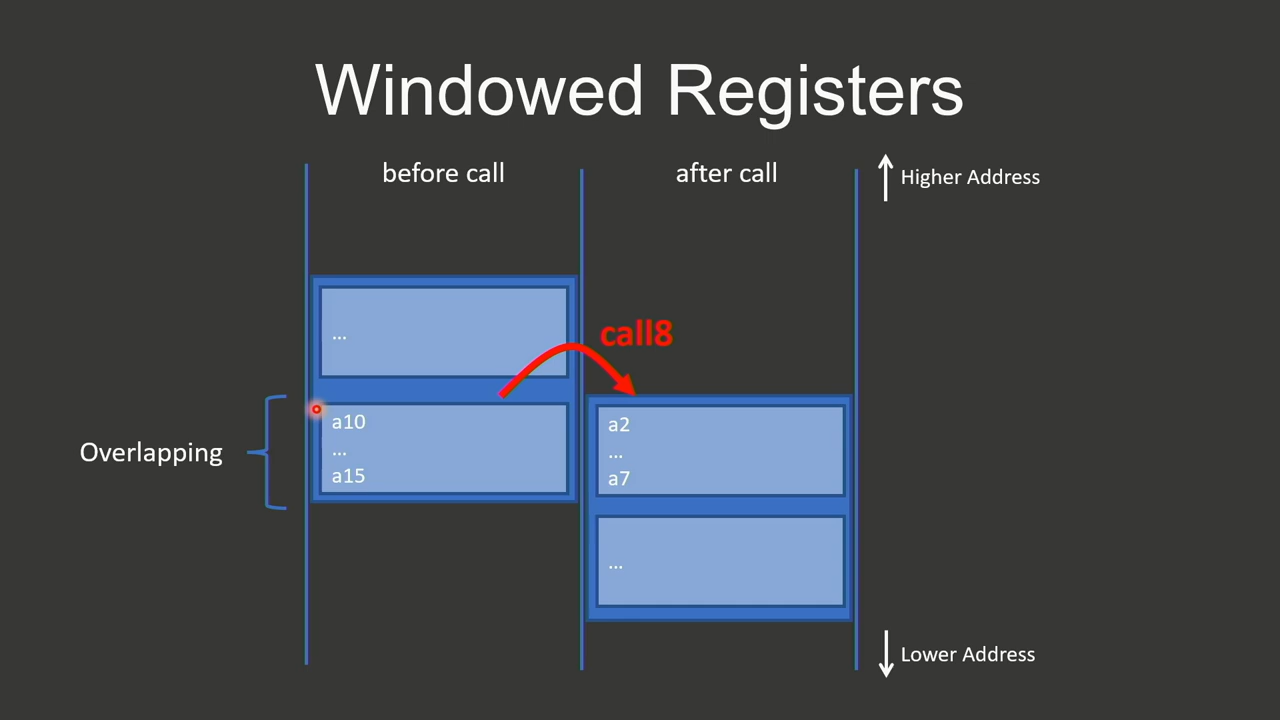 Windowed Registers
before call
after call
Higher Address
...
call8
Overlapping
a10
...
a15
a2
...
a7
...
Lower Address